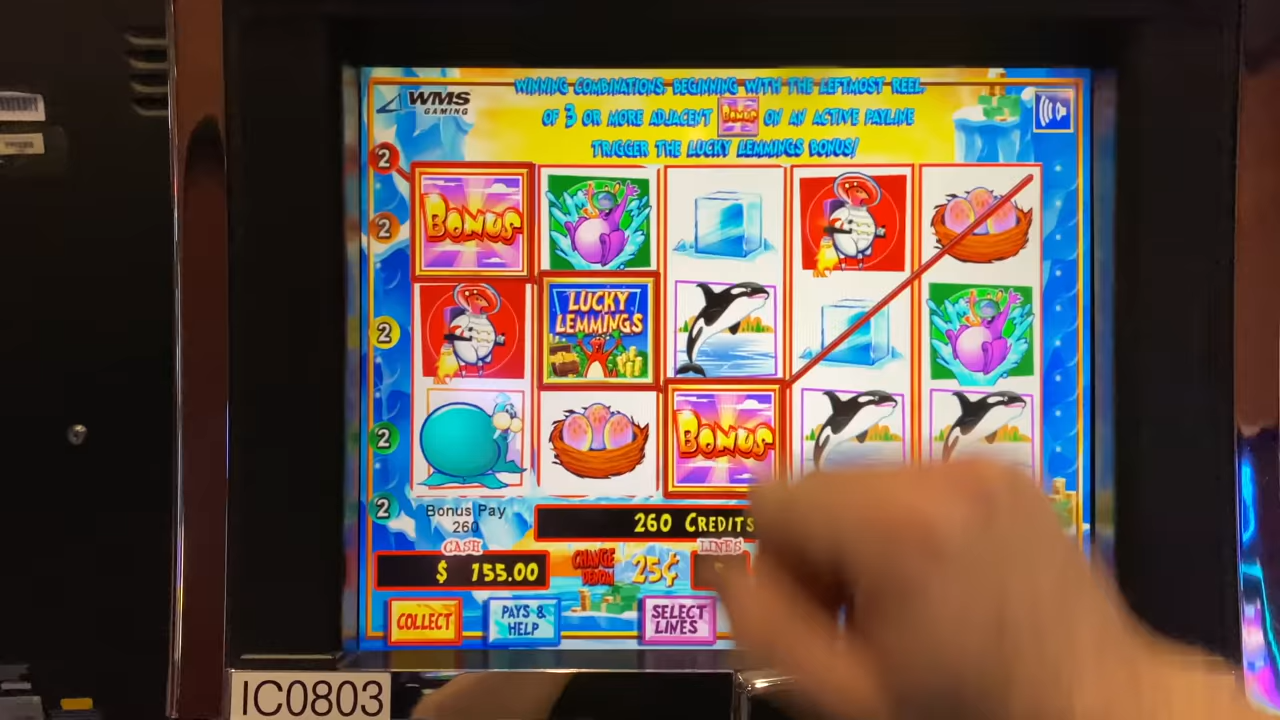 WINNING COMBINATIONS BEGINNING WITH THE LEFTMOST REEL
OF 3 OR MORE ADJACENT BONUS ON AN ACTIVE PAYLINE
TRIGGER THE LUCKY LEMMINGS BONUS!
WMS
GAMING
2
BONUS
2
2
LUCKY
LEMMINGS
2
BONUS
2
Bonus Pay
260
260 CREDITS
CASH
LINES
$ 155.00
CHANGE
DENOM
25¢
COLLECT
PAYS &
HELP
SELECT
LINES
IC0803